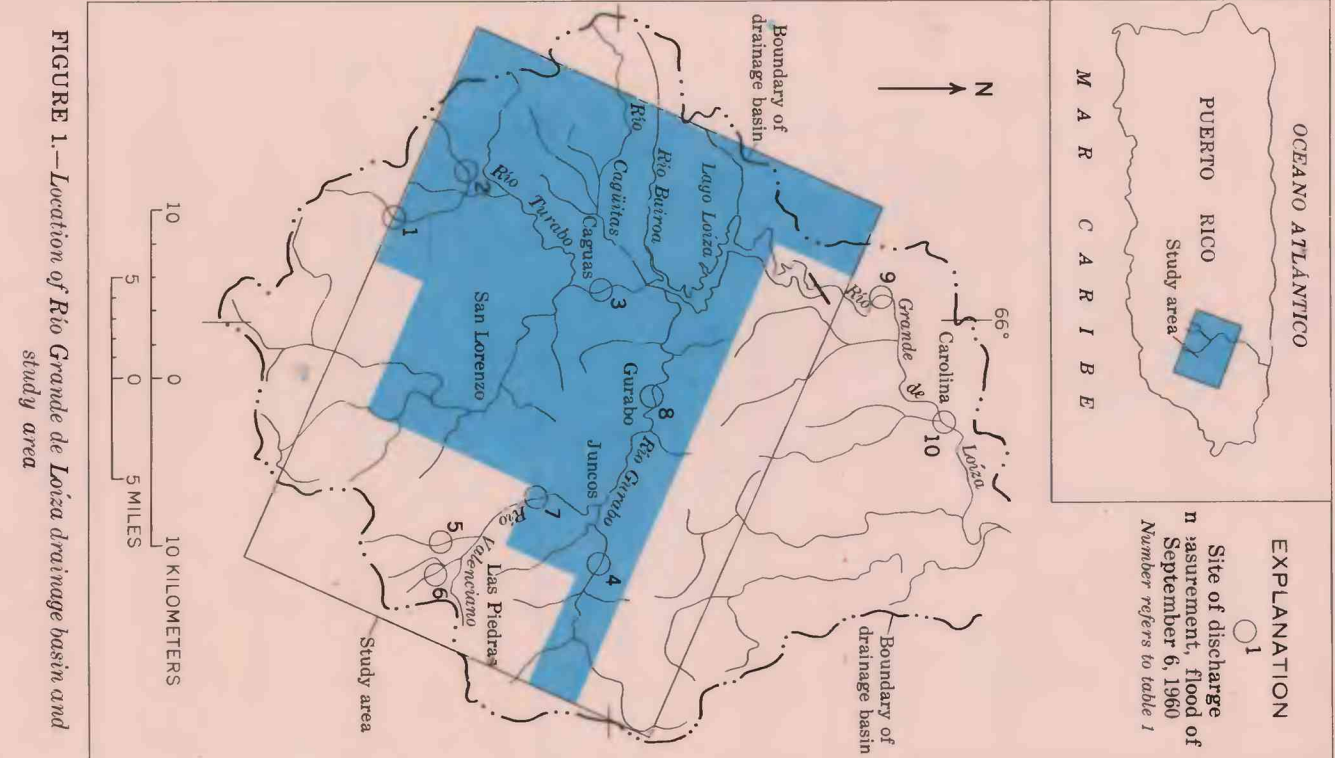 OCEANO ATLÁNTICO
PUERTO RICO
Study area
MAR CARIBE
EXPLANATION
1
Site of discharge
n easurement, flood of
September 6, 1960
Number refers to table 1
66°
N
Boundary of
drainage basin
Carolina
Loíza
10
Río Grande de
9
Lago Loíza
Río Bairoa
Río Cagüitas
Caguas
3
Río Turabo
2
1
Gurabo
8
Río Gurabo
Juncos
4
San Lorenzo
7
Río Valenciano
5
6
Las Piedras
Boundary of
drainage basin
Study area
10 0 10 KILOMETERS
5 0 5 MILES
FIGURE 1.—Location of Río Grande de Loíza drainage basin and
study area